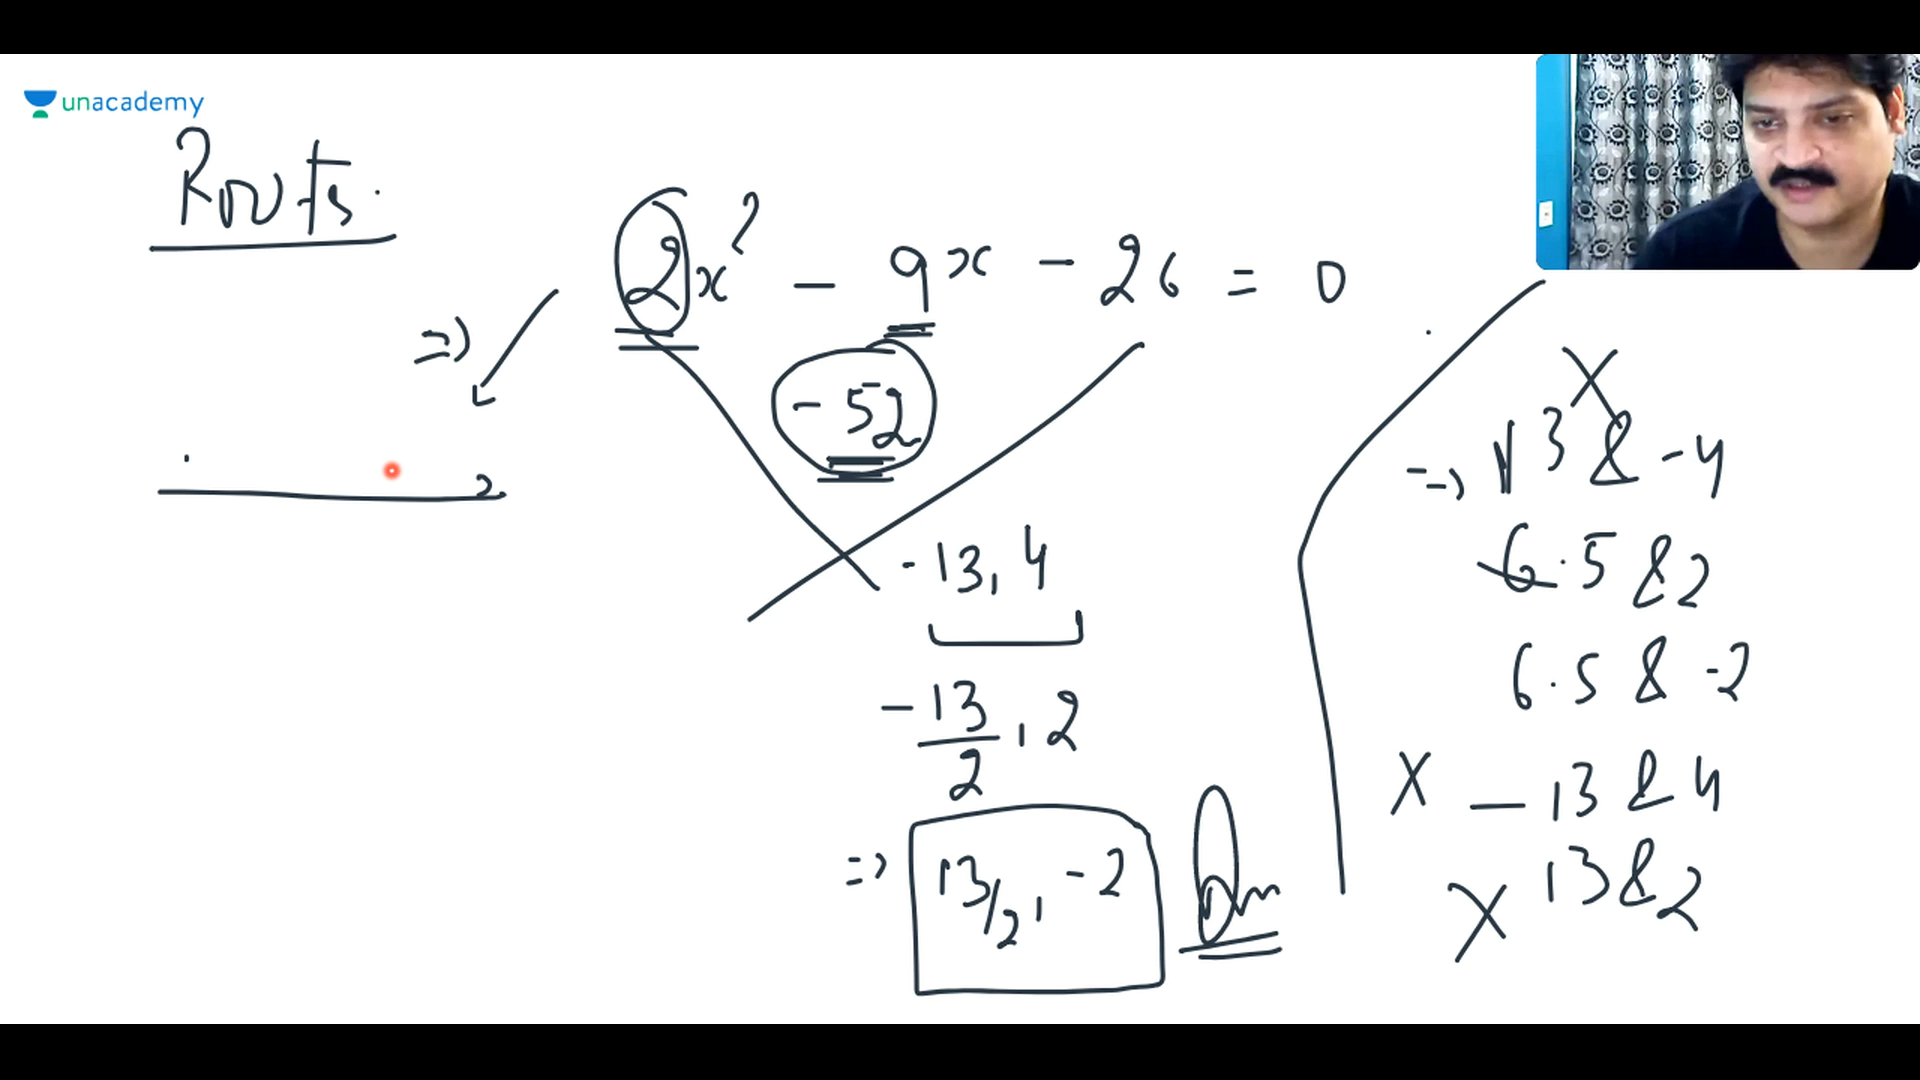 unacademy
Roots.
=> 2x² - 9x - 26 = 0
- 52
-13, 4
-13/2, 2
=> 13/2, -2
X
=> 13 & -4
6.5 & 2
6.5 & -2
X -13 & 4
X 13 & 2